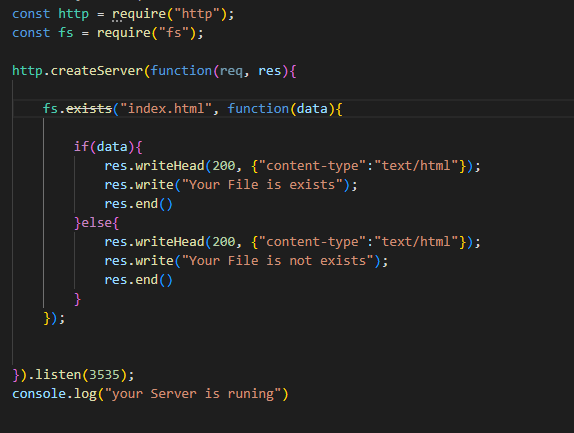 const http = require("http");
const fs = require("fs");
http.createServer(function(req, res){
fs.exists("index.html", function(data){
if(data){
res.writeHead(200, {"content-type":"text/html"});
res.write("Your File is exists");
res.end()
}else{
res.writeHead(200, {"content-type":"text/html"});
res.write("Your File is not exists");
res.end()
}
});
}).listen(3535);
console.log("your Server is runing")